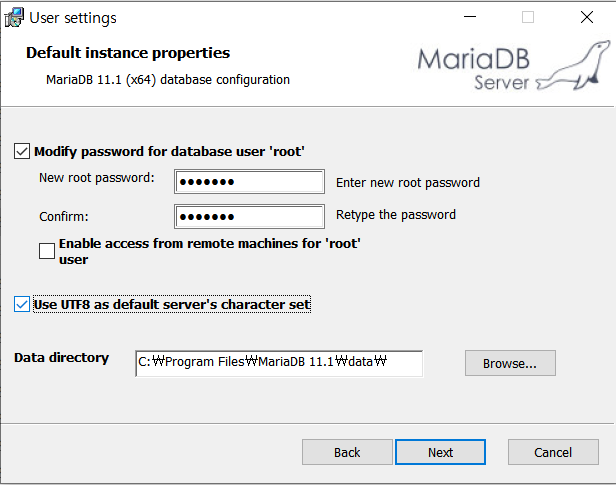 User settings
Default instance properties
MariaDB 11.1 (x64) database configuration
MariaDB
Server
Modify password for database user 'root'
New root password:
●●●●●●●
Enter new root password
Confirm:
●●●●●●●
Retype the password
Enable access from remote machines for 'root'
user
Use UTF8 as default server's character set
Data directory
C:₩Program Files₩MariaDB 11.1₩data₩
Browse...
Back
Next
Cancel